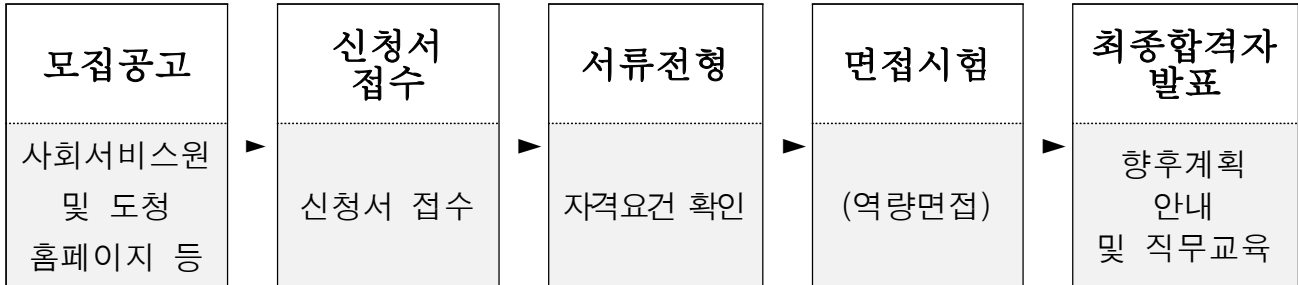 모집공고
사회서비스원
및 도청
홈페이지 등
►
신청서
접수
신청서 접수
►
서류전형
자격요건 확인
►
면접시험
(역량면접)
►
최종합격자
발표
향후계획
안내
및 직무교육